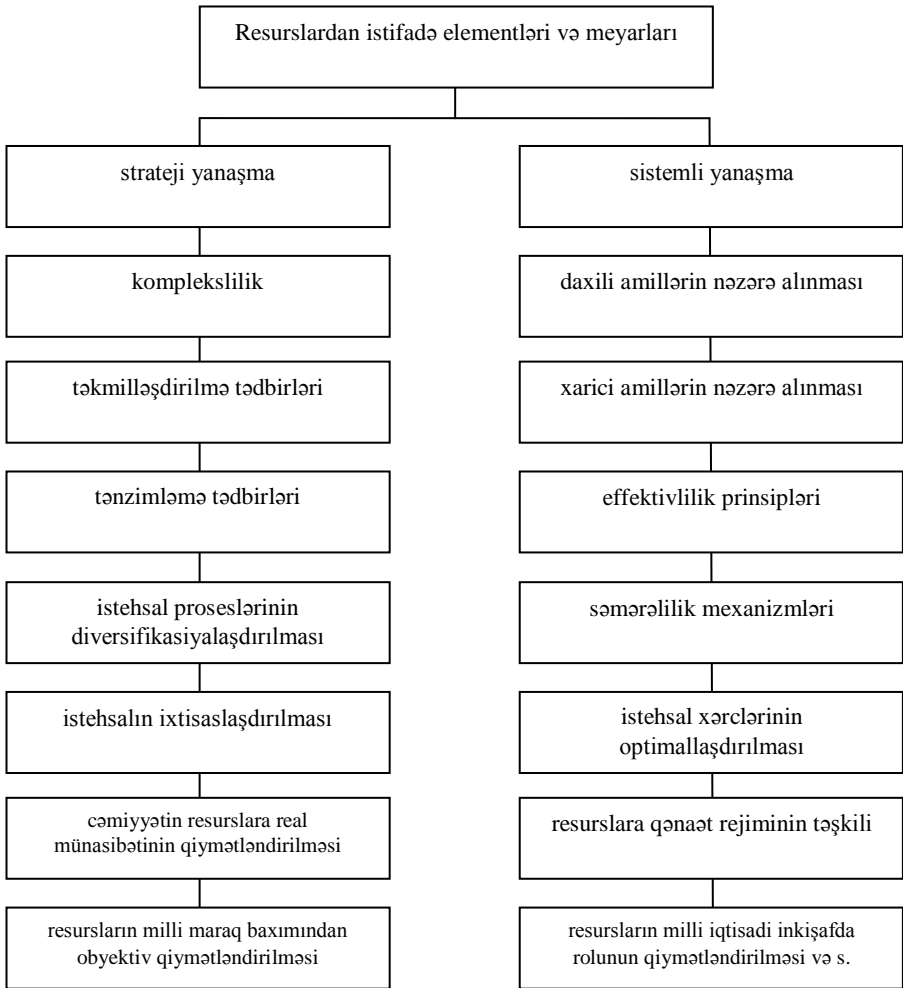 Resurslardan istifadə elementləri və meyarları
strateji yanaşma
komplekslilik
təkmilləşdirilmə tədbirləri
tənzimləmə tədbirləri
istehsal proseslərinin
diversifikasiyalaşdırılması
istehsalın ixtisaslaşdırılması
cəmiyyətin resurslara real
münasibətinin qiymətləndirilməsi
resursların milli maraq baxımından
obyektiv qiymətləndirilməsi
sistemli yanaşma
daxili amillərin nəzərə alınması
xarici amillərin nəzərə alınması
effektivlilik prinsipləri
səmərəlilik mexanizmləri
istehsal xərclərinin
optimallaşdırılması
resurslara qənaət rejiminin təşkili
resursların milli iqtisadi inkişafda
rolunun qiymətləndirilməsi və s.